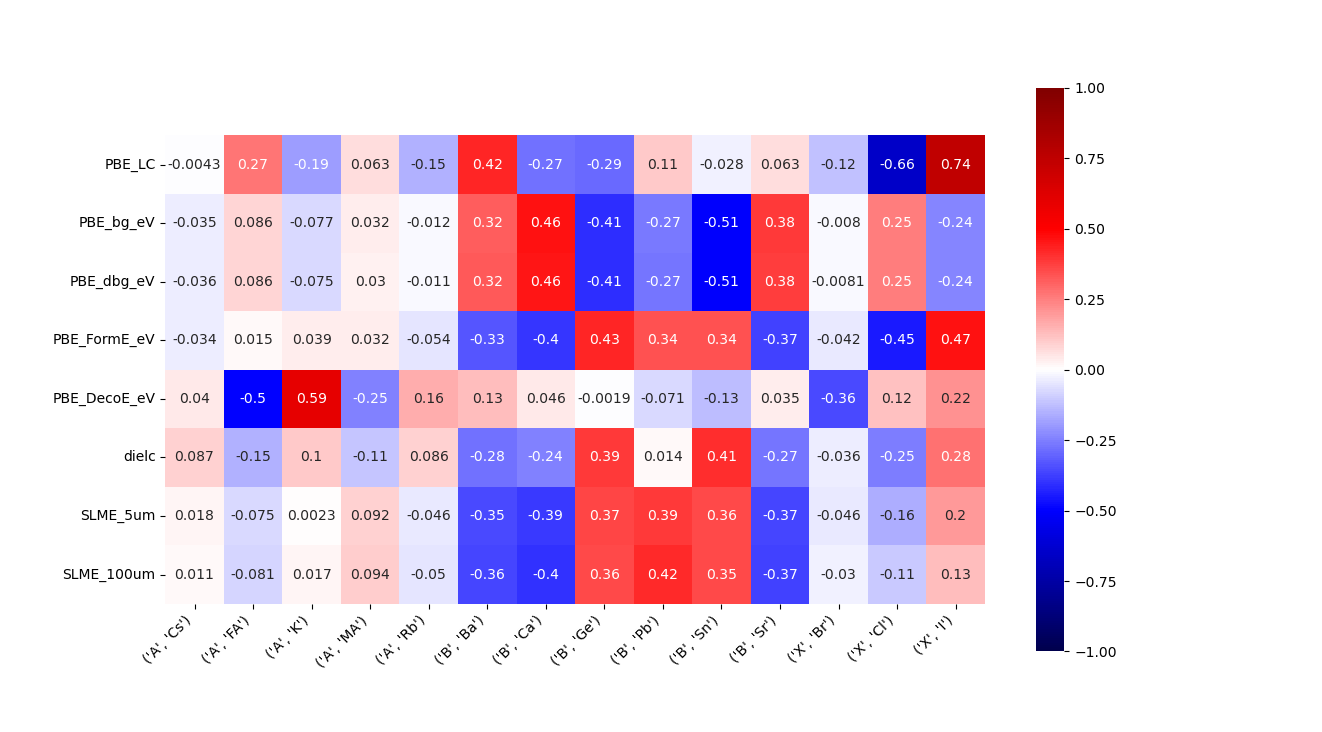 PBE_LC -0.0043 0.27 -0.19 0.063 -0.15 0.42 -0.27 -0.29 0.11 -0.028 0.063 -0.12 -0.66 0.74
PBE_bg_eV -0.035 0.086 -0.077 0.032 -0.012 0.32 0.46 -0.41 -0.27 -0.51 0.38 -0.008 0.25 -0.24
PBE_dbg_eV -0.036 0.086 -0.075 0.03 -0.011 0.32 0.46 -0.41 -0.27 -0.51 0.38 -0.0081 0.25 -0.24
PBE_FormE_eV -0.034 0.015 0.039 0.032 -0.054 -0.33 -0.4 0.43 0.34 0.34 -0.37 -0.042 -0.45 0.47
PBE_DecoE_eV 0.04 -0.5 0.59 -0.25 0.16 0.13 0.046 -0.0019 -0.071 -0.13 0.035 -0.36 0.12 0.22
dielc 0.087 -0.15 0.1 -0.11 0.086 -0.28 -0.24 0.39 0.014 0.41 -0.27 -0.036 -0.25 0.28
SLME_5um 0.018 -0.075 0.0023 0.092 -0.046 -0.35 -0.39 0.37 0.39 0.36 -0.37 -0.046 -0.16 0.2
SLME_100um 0.011 -0.081 0.017 0.094 -0.05 -0.36 -0.4 0.36 0.42 0.35 -0.37 -0.03 -0.11 0.13
('A', 'Cs') ('A', 'FA') ('A', 'K') ('A', 'MA') ('A', 'Rb') ('B', 'Ba') ('B', 'Ca') ('B', 'Ge') ('B', 'Pb') ('B', 'Sn') ('B', 'Sr') ('X', 'Br') ('X', 'Cl') ('X', 'I')
1.00
0.75
0.50
0.25
0.00
−0.25
−0.50
−0.75
−1.00